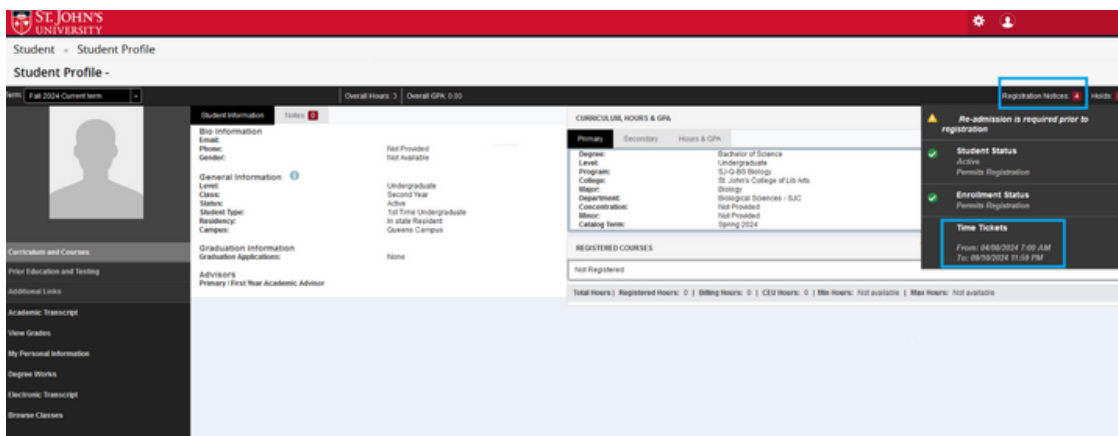 ST. JOHN'S
UNIVERSITY
Student Student Profile
Student Profile -
Term: Fall 2024 Current term Overall Hours: 3 Overall GPA: 0.00 Registration Notices: 4 Holds:
Student Information Notes 0
Bio Information
Email:
Phone: Not Provided
Gender: Not Available
General Information
Level: Undergraduate
Class: Second Year
Status: Active
Student Type: 1st Time Undergraduate
Residency: In state Resident
Campus: Queens Campus
Graduation Information
Graduation Applications: None
Advisors
Primary / First Year Academic Advisor
CURRICULUM, HOURS & GPA
Primary Secondary Hours & GPA
Degree: Bachelor of Science
Level: Undergraduate
Program: SJ-Q-BS Biology
College: St. John's College of Lib Arts
Major: Biology
Department: Biological Sciences - SJC
Concentration: Not Provided
Minor: Not Provided
Catalog Term: Spring 2024
REGISTERED COURSES
Not Registered
Total Hours | Registered Hours: 0 | Billing Hours: 0 | CEU Hours: 0 | Min Hours: Not available | Max Hours: Not available
Re-admission is required prior to
registration
Student Status
Active
Permits Registration
Enrollment Status
Permits Registration
Time Tickets
From: 04/08/2024 7:00 AM
To: 09/10/2024 11:59 PM
Curriculum and Courses
Prior Education and Testing
Additional Links
Academic Transcript
View Grades
My Personal Information
Degree Works
Electronic Transcript
Browse Classes